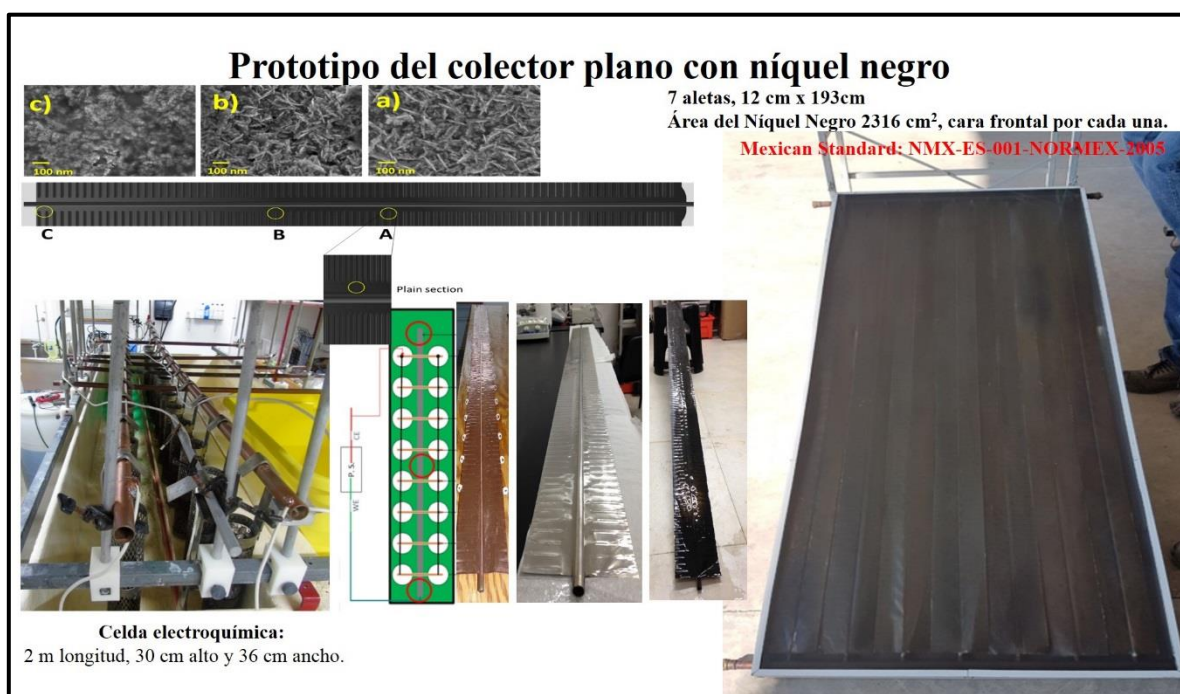 Prototipo del colector plano con níquel negro
7 aletas, 12 cm x 193cm
Área del Níquel Negro 2316 cm², cara frontal por cada una.
Mexican Standard: NMX-ES-001-NORMEX-2005
c)
b)
a)
100 nm
100 nm
100 nm
C
B
A
Plain section
CE
P. S.
WE
Celda electroquímica:
2 m longitud, 30 cm alto y 36 cm ancho.